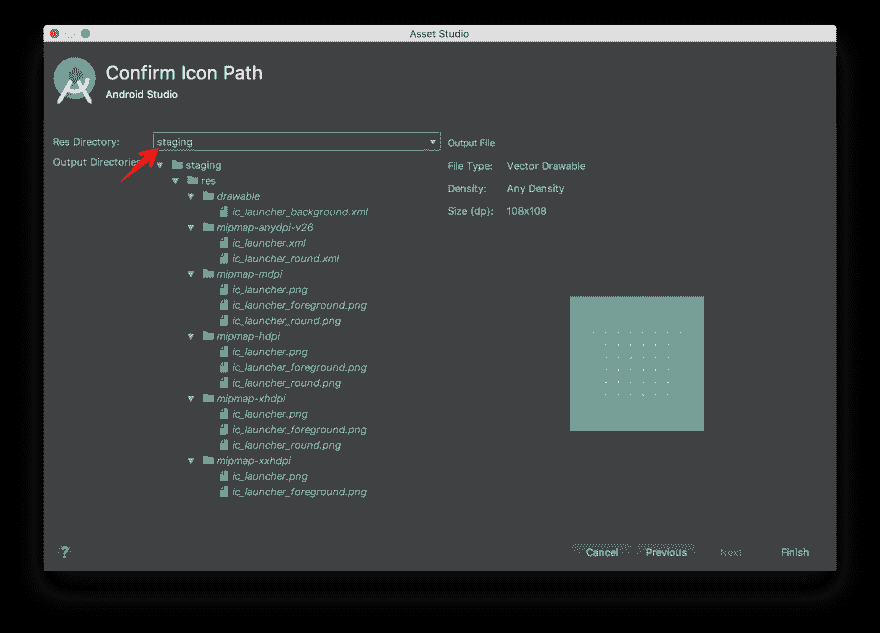 Asset Studio
Confirm Icon Path
Android Studio
Res Directory: staging
Output Directories:
staging
res
drawable
ic_launcher_background.xml
mipmap-anydpi-v26
ic_launcher.xml
ic_launcher_round.xml
mipmap-mdpi
ic_launcher.png
ic_launcher_foreground.png
ic_launcher_round.png
mipmap-hdpi
ic_launcher.png
ic_launcher_foreground.png
ic_launcher_round.png
mipmap-xhdpi
ic_launcher.png
ic_launcher_foreground.png
ic_launcher_round.png
mipmap-xxhdpi
ic_launcher.png
ic_launcher_foreground.png
Output File
File Type: Vector Drawable
Density: Any Density
Size (dp): 108x108
?
Cancel Previous Next Finish